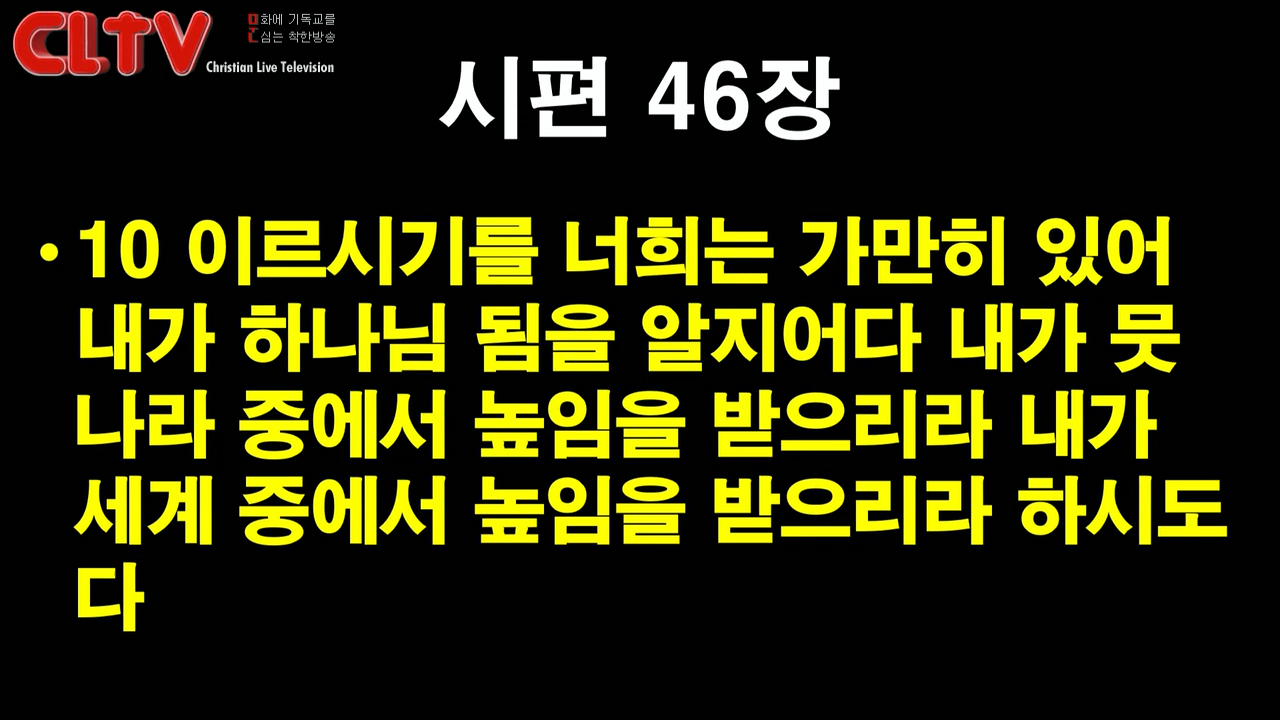 CLTV
문화에 기독교를
심는 착한방송
Christian Live Television
시편 46장
• 10 이르시기를 너희는 가만히 있어
내가 하나님 됨을 알지어다 내가 뭇
나라 중에서 높임을 받으리라 내가
세계 중에서 높임을 받으리라 하시도
다